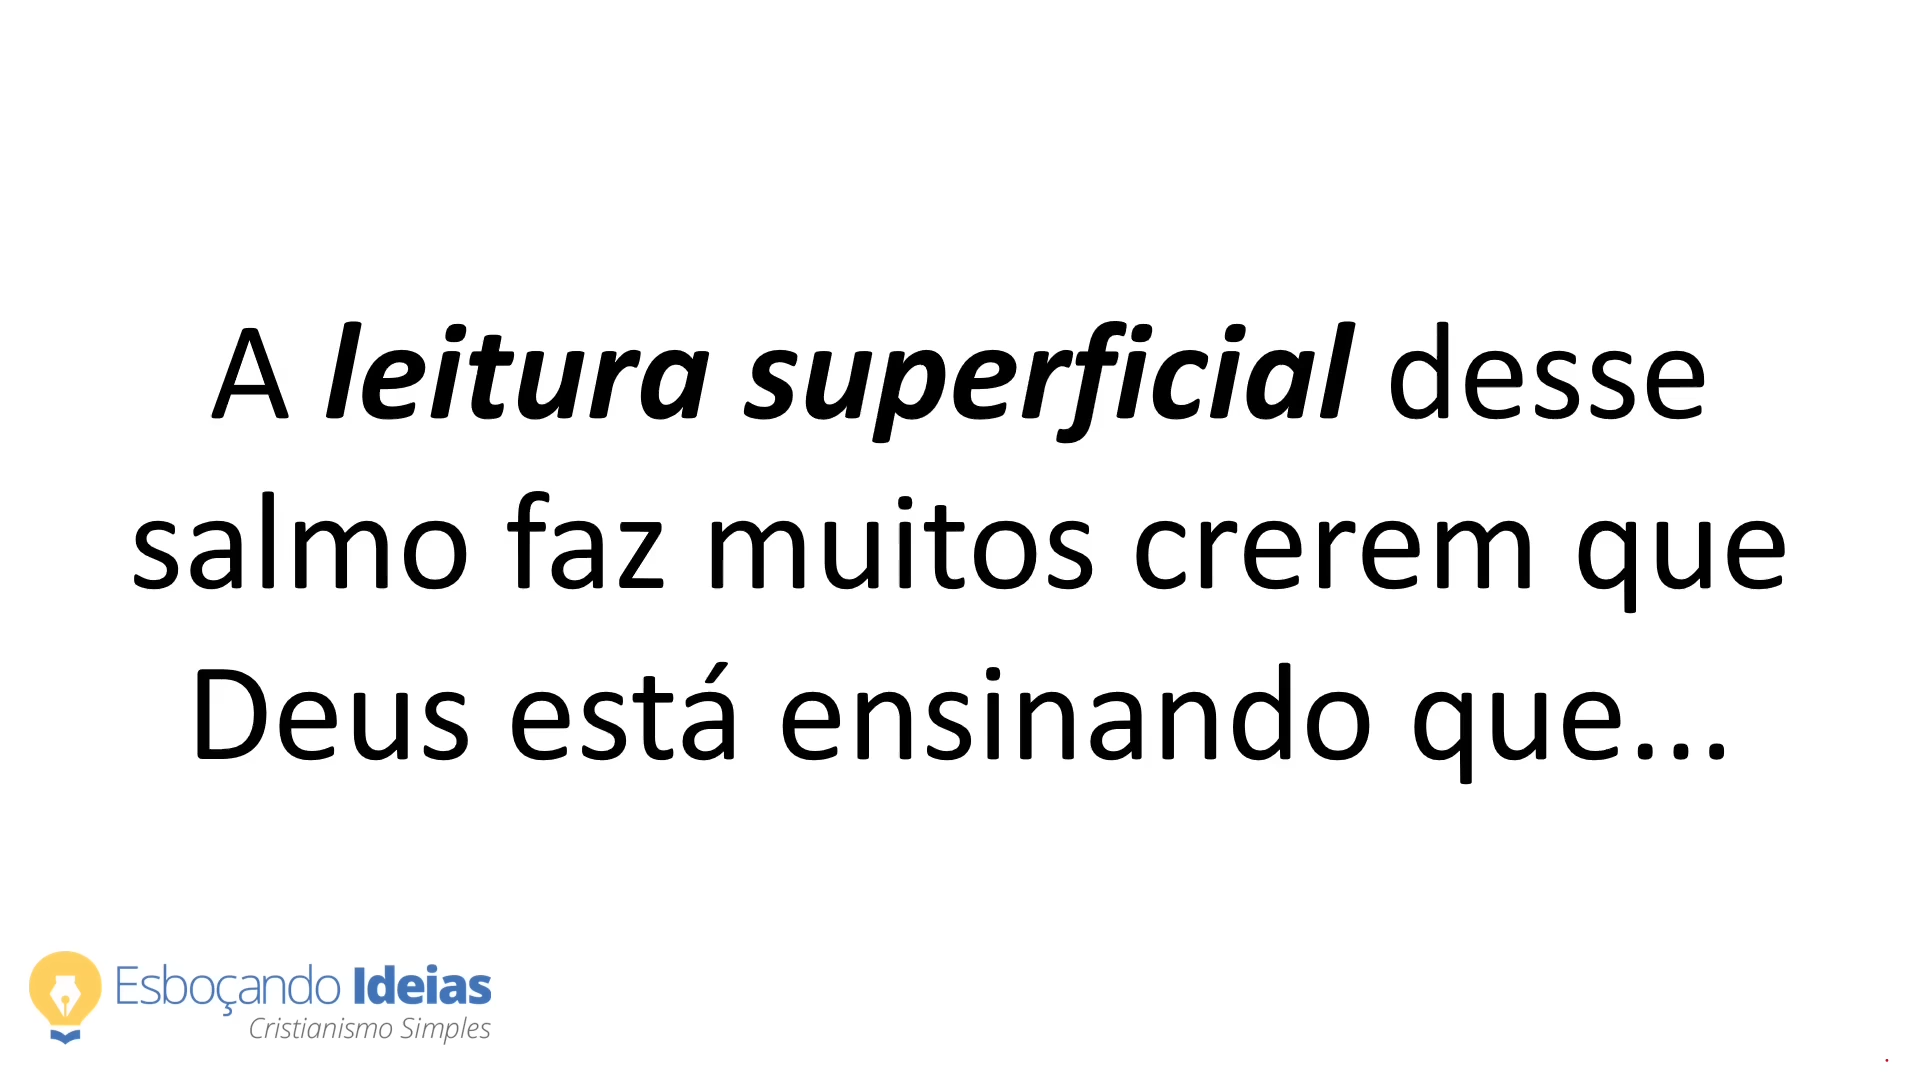 A leitura superficial desse
salmo faz muitos crerem que
Deus está ensinando que...
Esboçando Ideias
Cristianismo Simples